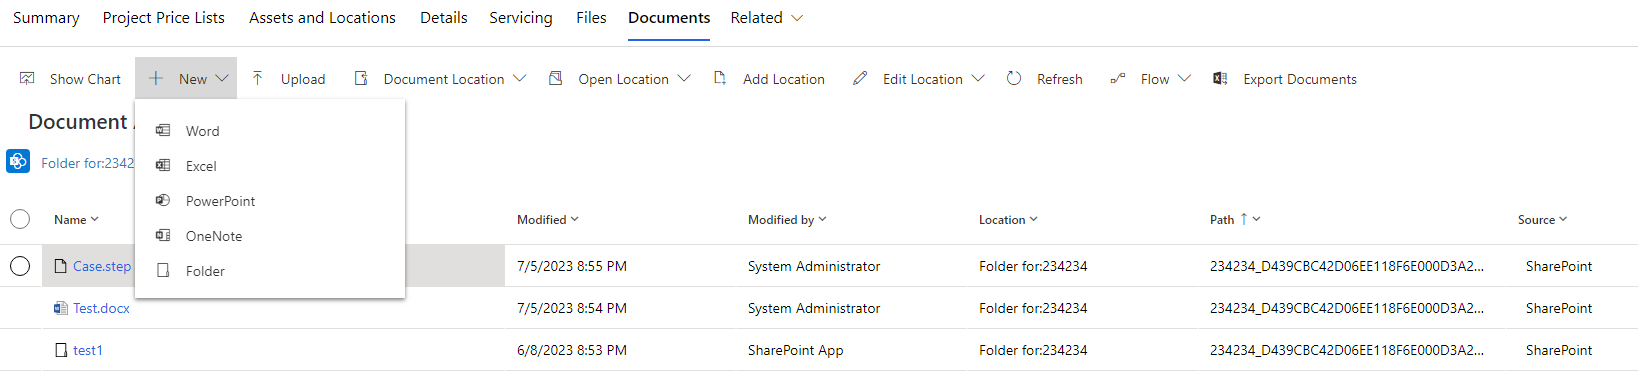 Summary Project Price Lists Assets and Locations Details Servicing Files Documents Related
Show Chart New Upload Document Location Open Location Add Location Edit Location Refresh Flow Export Documents
Document
Word
Folder for:2342
Excel
PowerPoint
OneNote
Folder
Name Modified Modified by Location Path Source
Case.step 7/5/2023 8:55 PM System Administrator Folder for:234234 234234_D439CBC42D06EE118F6E000D3A2... SharePoint
Test.docx 7/5/2023 8:54 PM System Administrator Folder for:234234 234234_D439CBC42D06EE118F6E000D3A2... SharePoint
test1 6/8/2023 8:53 PM SharePoint App Folder for:234234 234234_D439CBC42D06EE118F6E000D3A2... SharePoint